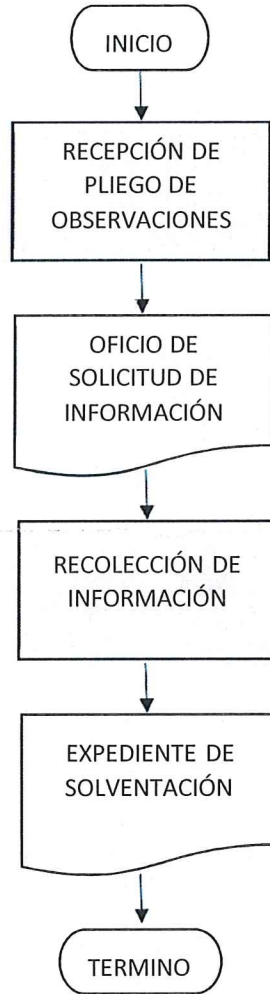 INICIO
RECEPCIÓN DE
PLIEGO DE
OBSERVACIONES
OFICIO DE
SOLICITUD DE
INFORMACIÓN
RECOLECCIÓN DE
INFORMACIÓN
EXPEDIENTE DE
SOLVENTACIÓN
TERMINO